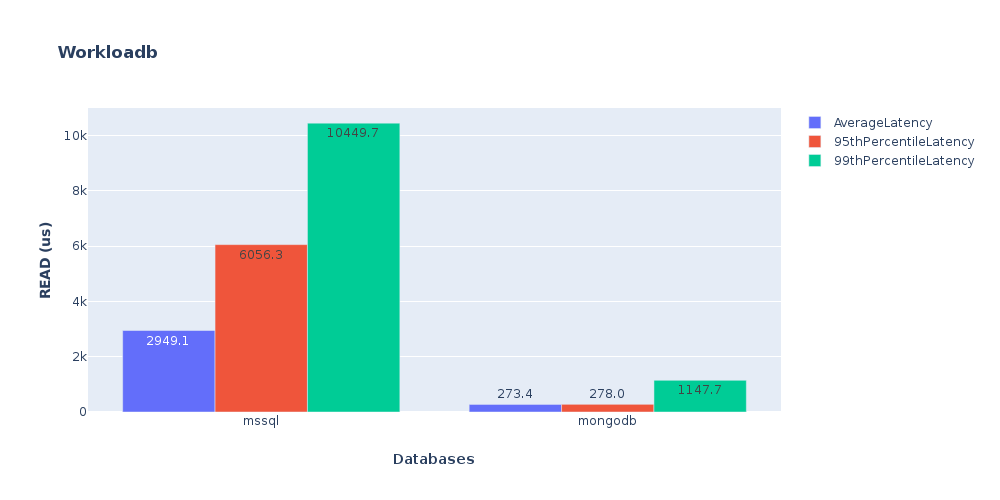 Workloadb
READ (us)
10k
8k
6k
4k
2k
0
2949.1
6056.3
10449.7
273.4
278.0
1147.7
mssql
mongodb
Databases
AverageLatency
95thPercentileLatency
99thPercentileLatency